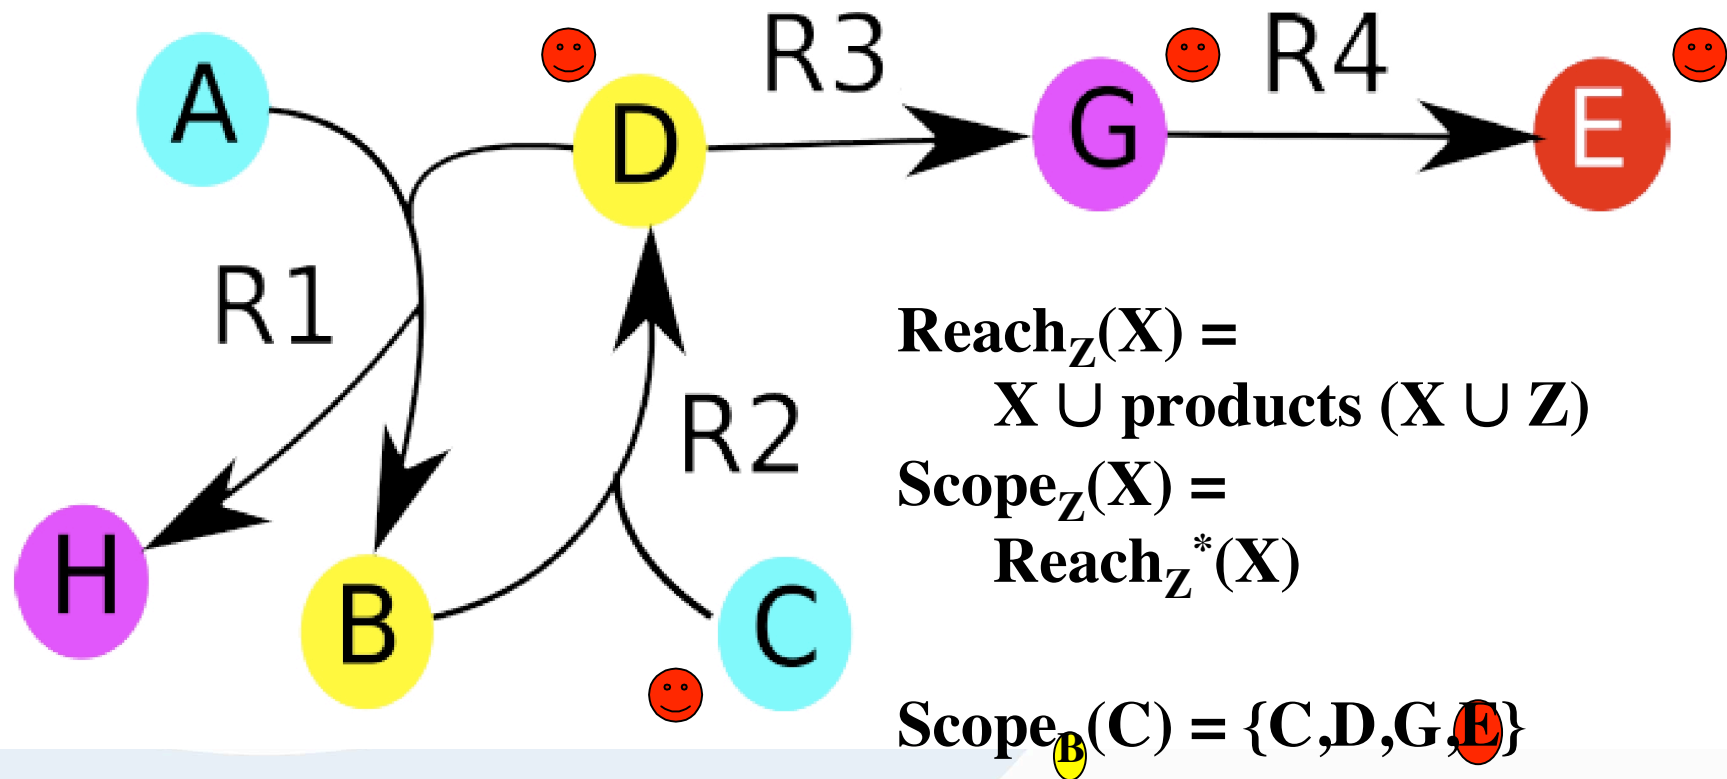 A
D
R3
G
R4
E
R1
R2
H
B
C
Reach_Z(X) =
X ∪ products (X ∪ Z)
Scope_Z(X) =
Reach_Z*(X)
Scope_B(C) = {C,D,G,E}